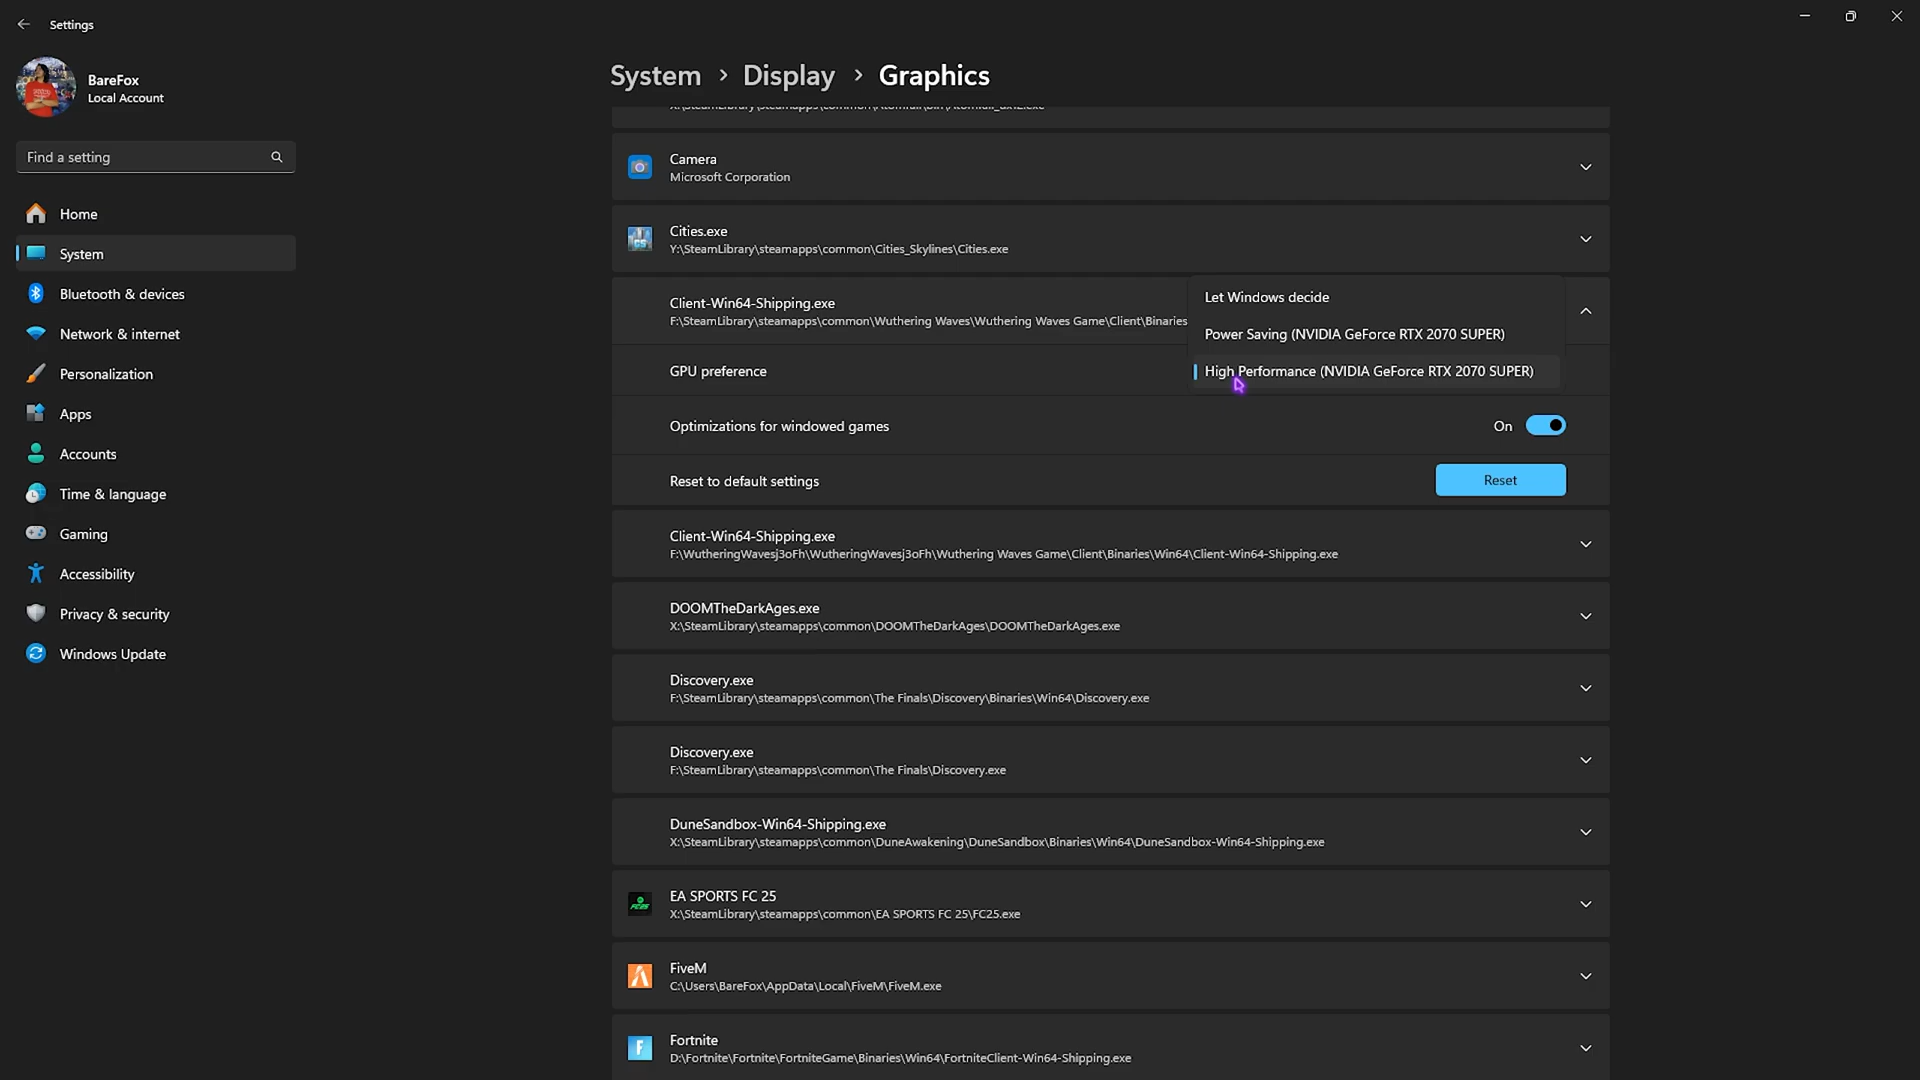 Settings
BareFox
Local Account
Find a setting
Home
System
Bluetooth & devices
Network & internet
Personalization
Apps
Accounts
Time & language
Gaming
Accessibility
Privacy & security
Windows Update
System > Display > Graphics
Camera
Microsoft Corporation
Cities.exe
Y:\SteamLibrary\steamapps\common\Cities_Skylines\Cities.exe
Client-Win64-Shipping.exe
F:\SteamLibrary\steamapps\common\Wuthering Waves\Wuthering Waves Game\Client\Binaries
Let Windows decide
Power Saving (NVIDIA GeForce RTX 2070 SUPER)
GPU preference
High Performance (NVIDIA GeForce RTX 2070 SUPER)
Optimizations for windowed games
On
Reset to default settings
Reset
Client-Win64-Shipping.exe
F:\WutheringWavesj3oFh\WutheringWavesj3oFh\Wuthering Waves Game\Client\Binaries\Win64\Client-Win64-Shipping.exe
DOOMTheDarkAges.exe
X:\SteamLibrary\steamapps\common\DOOMTheDarkAges\DOOMTheDarkAges.exe
Discovery.exe
F:\SteamLibrary\steamapps\common\The Finals\Discovery\Binaries\Win64\Discovery.exe
Discovery.exe
F:\SteamLibrary\steamapps\common\The Finals\Discovery.exe
DuneSandbox-Win64-Shipping.exe
X:\SteamLibrary\steamapps\common\DuneAwakening\DuneSandbox\Binaries\Win64\DuneSandbox-Win64-Shipping.exe
EA SPORTS FC 25
X:\SteamLibrary\steamapps\common\EA SPORTS FC 25\FC25.exe
FiveM
C:\Users\BareFox\AppData\Local\FiveM\FiveM.exe
Fortnite
D:\Fortnite\Fortnite\FortniteGame\Binaries\Win64\FortniteClient-Win64-Shipping.exe